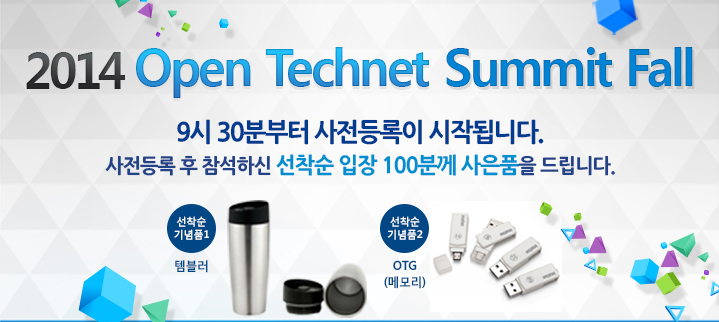 2014 Open Technet Summit Fall
9시 30분부터 사전등록이 시작됩니다.
사전등록 후 참석하신 선착순 입장 100분께 사은품을 드립니다.
선착순
기념품1
템블러
선착순
기념품2
OTG
(메모리)